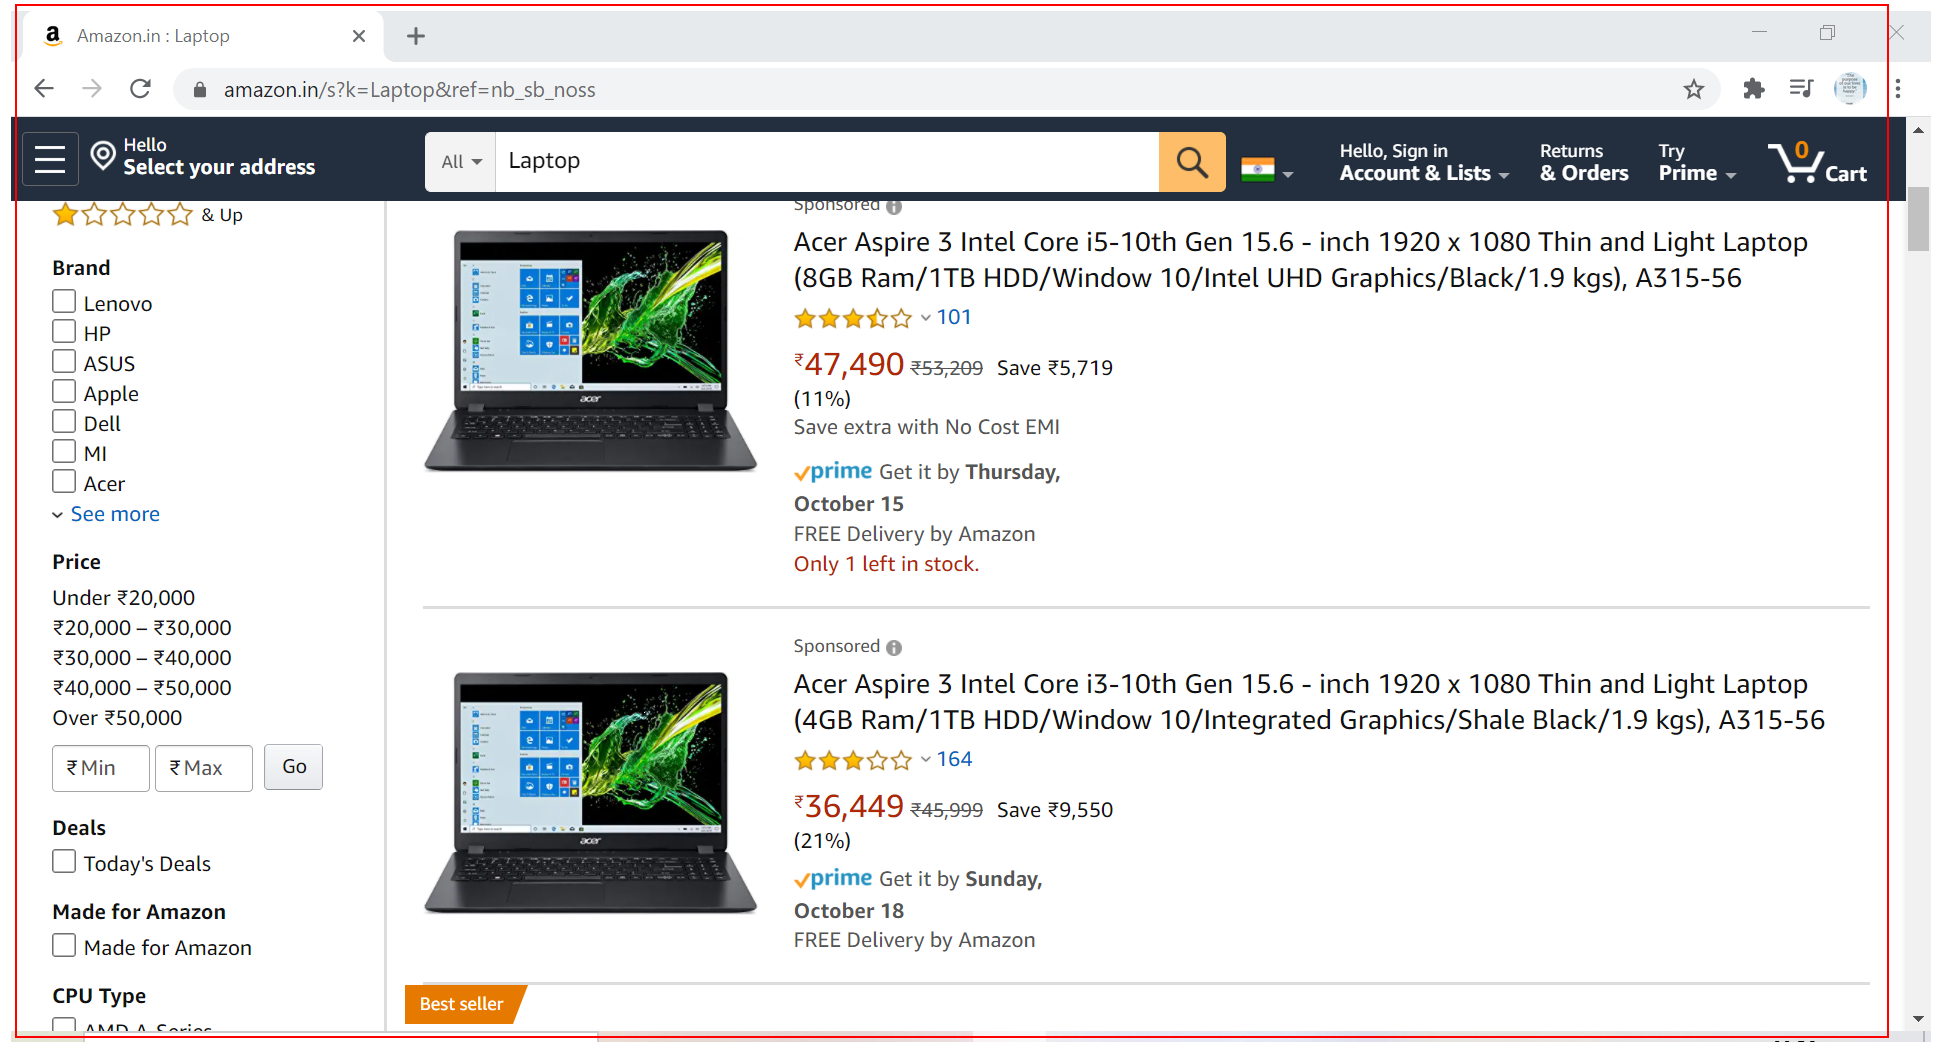 Amazon.in : Laptop
amazon.in/s?k=Laptop&ref=nb_sb_noss
Hello
Select your address
All
Laptop
Hello, Sign in
Account & Lists
Returns
& Orders
Try
Prime
0
Cart
& Up
Brand
Lenovo
HP
ASUS
Apple
Dell
MI
Acer
See more
Price
Under ₹20,000
₹20,000 – ₹30,000
₹30,000 – ₹40,000
₹40,000 – ₹50,000
Over ₹50,000
₹ Min
₹ Max
Go
Deals
Today's Deals
Made for Amazon
Made for Amazon
CPU Type
AMD A-Series
Sponsored
Acer Aspire 3 Intel Core i5-10th Gen 15.6 - inch 1920 x 1080 Thin and Light Laptop
(8GB Ram/1TB HDD/Window 10/Intel UHD Graphics/Black/1.9 kgs), A315-56
101
₹47,490 ₹53,209 Save ₹5,719
(11%)
Save extra with No Cost EMI
prime Get it by Thursday,
October 15
FREE Delivery by Amazon
Only 1 left in stock.
acer
Sponsored
Acer Aspire 3 Intel Core i3-10th Gen 15.6 - inch 1920 x 1080 Thin and Light Laptop
(4GB Ram/1TB HDD/Window 10/Integrated Graphics/Shale Black/1.9 kgs), A315-56
164
₹36,449 ₹45,999 Save ₹9,550
(21%)
prime Get it by Sunday,
October 18
FREE Delivery by Amazon
acer
Best seller